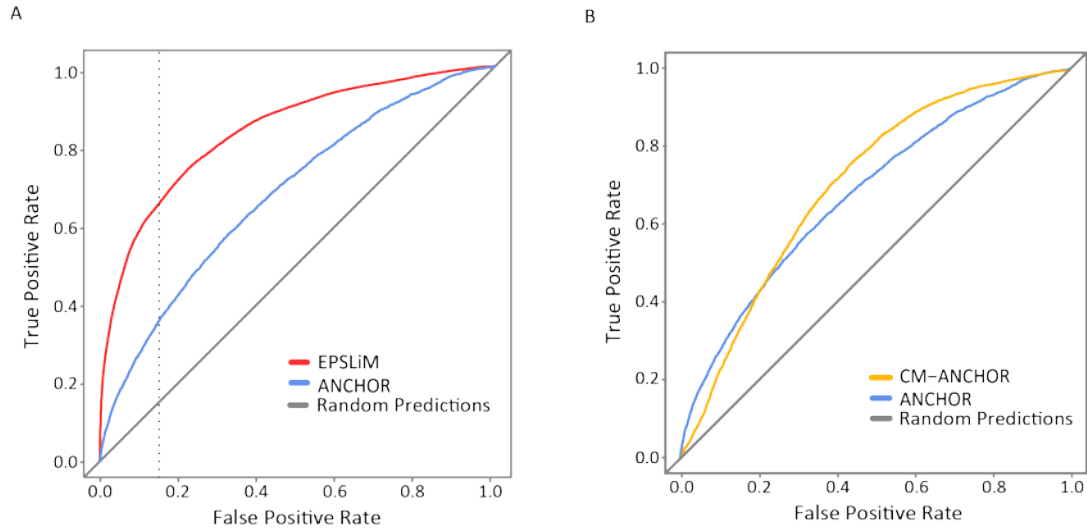 A
1.0
0.8
0.6
0.4
0.2
0.0
True Positive Rate
0.0 0.2 0.4 0.6 0.8 1.0
False Positive Rate
EPSLiM
ANCHOR
Random Predictions
B
1.0
0.8
0.6
0.4
0.2
0.0
True Positive Rate
0.0 0.2 0.4 0.6 0.8 1.0
False Positive Rate
CM−ANCHOR
ANCHOR
Random Predictions